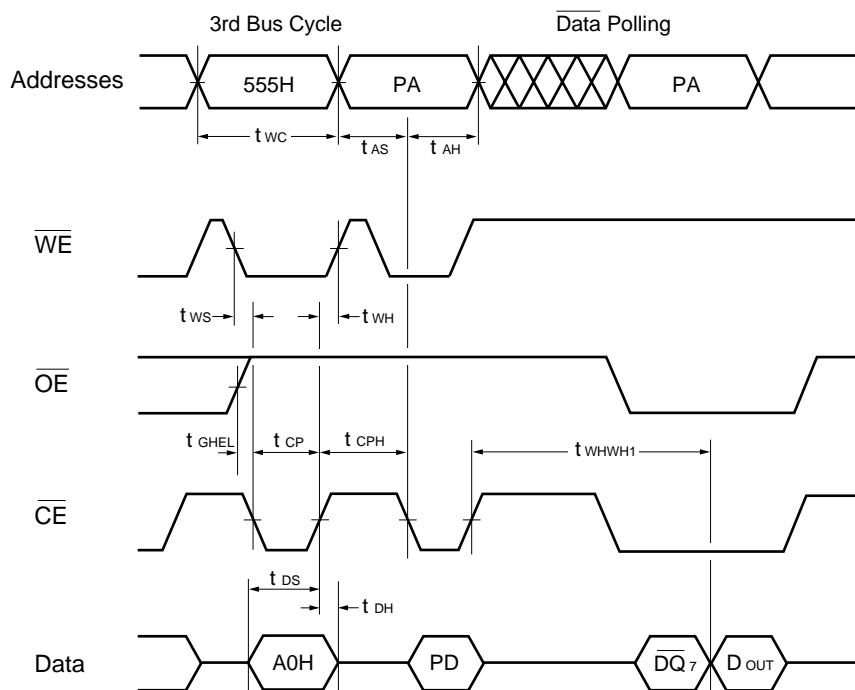 3rd Bus Cycle
Data Polling
Addresses
555H
PA
PA
t WC
t AS
t AH
WE
t WS
t WH
OE
t GHEL
t CP
t CPH
t WHWH1
CE
t DS
t DH
Data
A0H
PD
DQ 7
D OUT